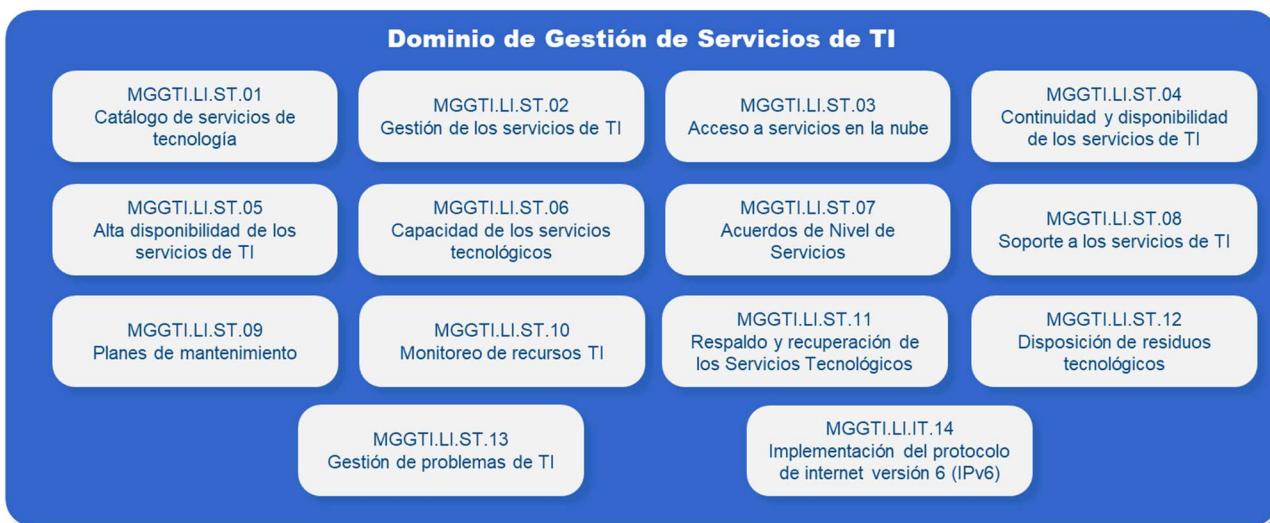 Dominio de Gestión de Servicios de TI
MGGTI.LI.ST.01
Catálogo de servicios de
tecnología
MGGTI.LI.ST.02
Gestión de los servicios de TI
MGGTI.LI.ST.03
Acceso a servicios en la nube
MGGTI.LI.ST.04
Continuidad y disponibilidad
de los servicios de TI
MGGTI.LI.ST.05
Alta disponibilidad de los
servicios de TI
MGGTI.LI.ST.06
Capacidad de los servicios
tecnológicos
MGGTI.LI.ST.07
Acuerdos de Nivel de
Servicios
MGGTI.LI.ST.08
Soporte a los servicios de TI
MGGTI.LI.ST.09
Planes de mantenimiento
MGGTI.LI.ST.10
Monitoreo de recursos TI
MGGTI.LI.ST.11
Respaldo y recuperación de
los Servicios Tecnológicos
MGGTI.LI.ST.12
Disposición de residuos
tecnológicos
MGGTI.LI.ST.13
Gestión de problemas de TI
MGGTI.LI.IT.14
Implementación del protocolo
de internet versión 6 (IPv6)